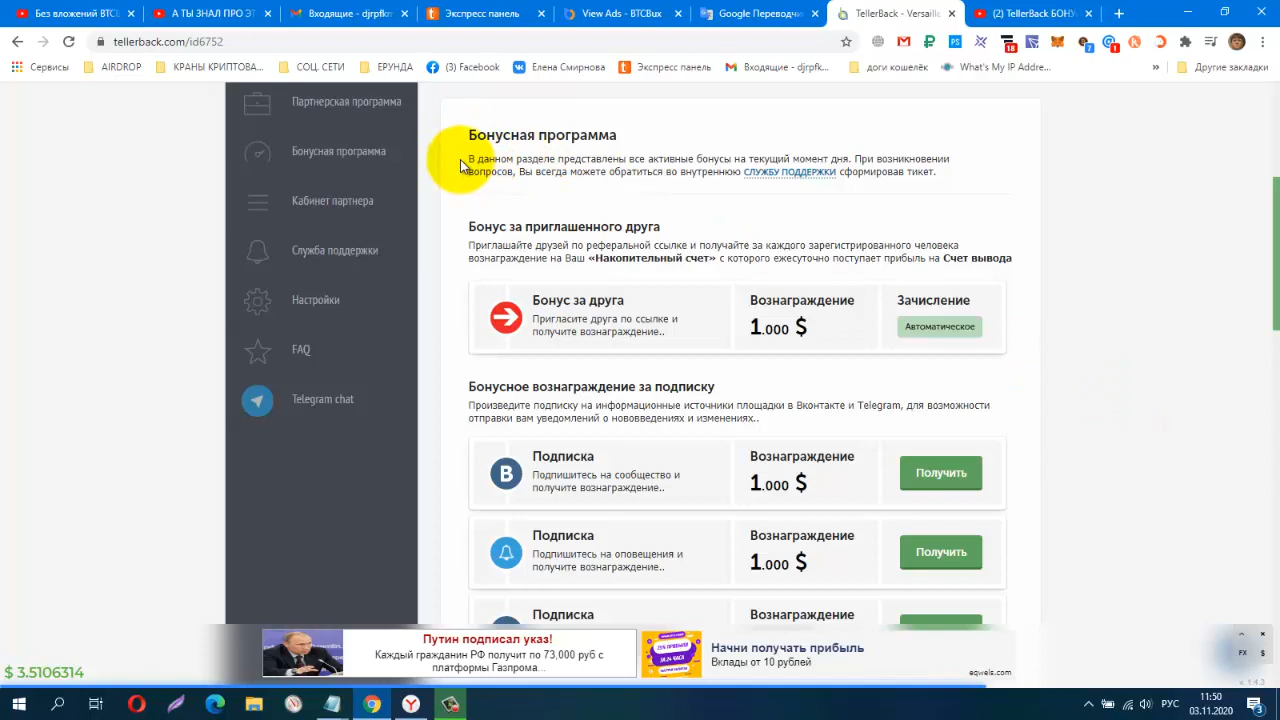 Без вложений BTCB
А ТЫ ЗНАЛ ПРО ЭТ
Входящие - djrpfkr
Экспресс панель
View Ads - BTCBux
Google Переводчи
TellerBack - Versaille
(2) TellerBack БОНУ
tellerback.com/id6752
Сервисы
AIRDROP
КРАНЫ КРИПТОВА...
СОЦ. СЕТИ
ЕРУНДА
(3) Facebook
Елена Смирнова
Экспресс панель
Входящие - djrpfk...
доги кошелёк
What's My IP Addre...
»
Другие закладки
Партнерская программа
Бонусная программа
Кабинет партнера
Служба поддержки
Настройки
FAQ
Telegram chat
Бонусная программа
В данном разделе представлены все активные бонусы на текущий момент дня. При возникновении
вопросов, Вы всегда можете обратиться во внутреннюю СЛУЖБУ ПОДДЕРЖКИ сформировав тикет.
Бонус за приглашенного друга
Приглашайте друзей по реферальной ссылке и получайте за каждого зарегистрированного человека
вознаграждение на Ваш «Накопительный счет» с которого ежесуточно поступает прибыль на Счет вывода
Бонус за друга
Пригласите друга по ссылке и
получите вознаграждение..
Вознаграждение
1.000 $
Зачисление
Автоматическое
Бонусное вознаграждение за подписку
Произведите подписку на информационные источники площадки в Вконтакте и Telegram, для возможности
отправки вам уведомлений о нововведениях и изменениях..
В
Подписка
Подпишитесь на сообщество и
получите вознаграждение..
Вознаграждение
1.000 $
Получить
Подписка
Подпишитесь на оповещения и
получите вознаграждение..
Вознаграждение
1.000 $
Получить
Подписка
Вознаграждение
Путин подписал указ!
Каждый гражданин РФ получит по 73,000 руб с
платформы Газпрома...
Начни получать прибыль
Вклады от 10 рублей
eqwels.com
FX
$
$ 3.5106314
v. 1.4.3
РУС
11:50
03.11.2020